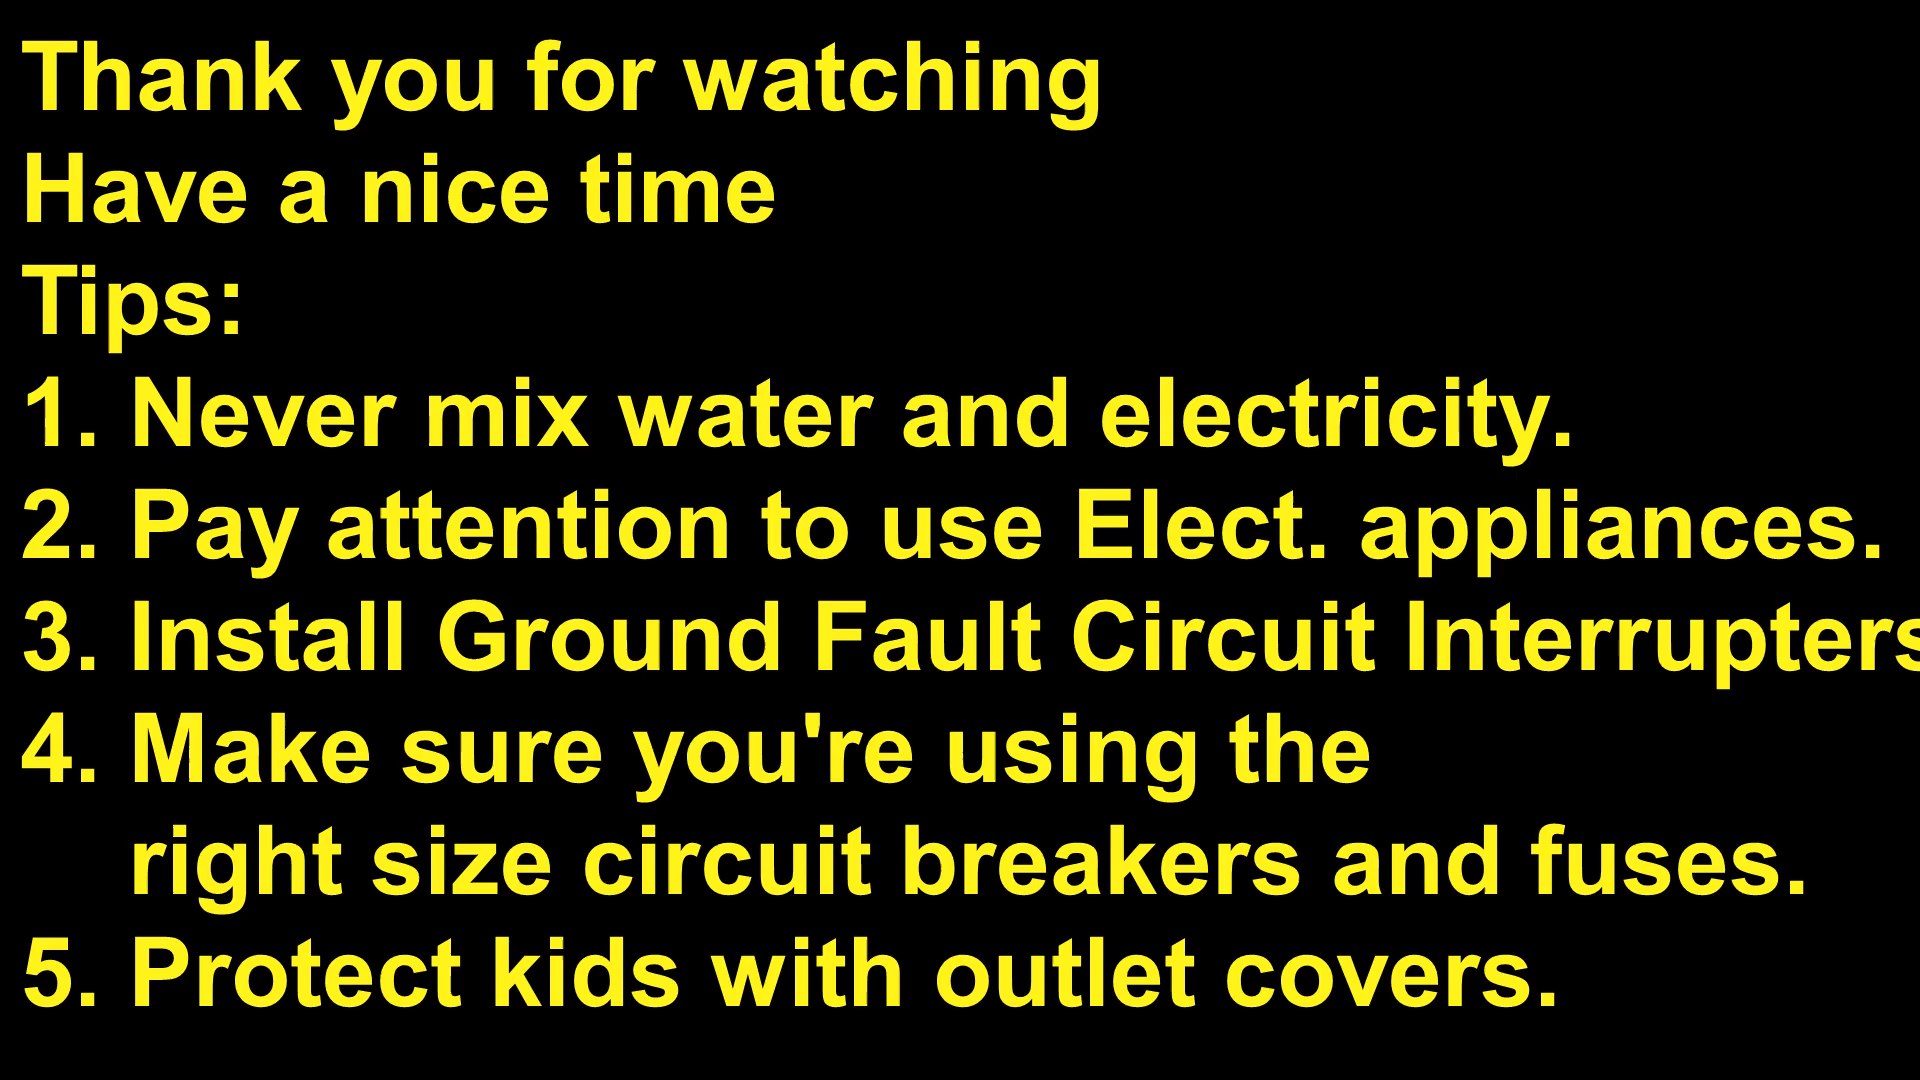 Thank you for watching
Have a nice time
Tips:
1. Never mix water and electricity.
2. Pay attention to use Elect. appliances.
3. Install Ground Fault Circuit Interrupters
4. Make sure you're using the
right size circuit breakers and fuses.
5. Protect kids with outlet covers.